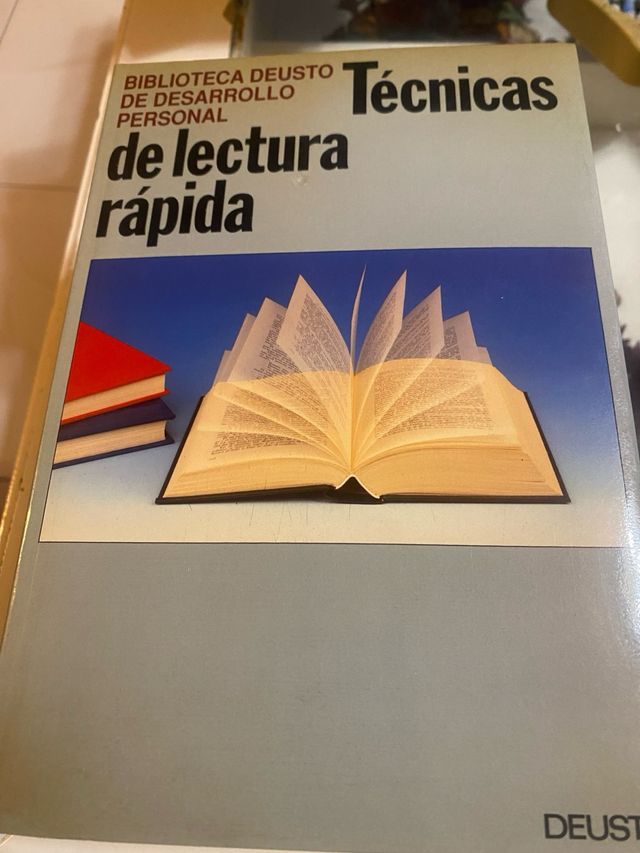 BIBLIOTECA DEUSTO
DE DESARROLLO
PERSONAL
Técnicas
de lectura
rápida
DEUST